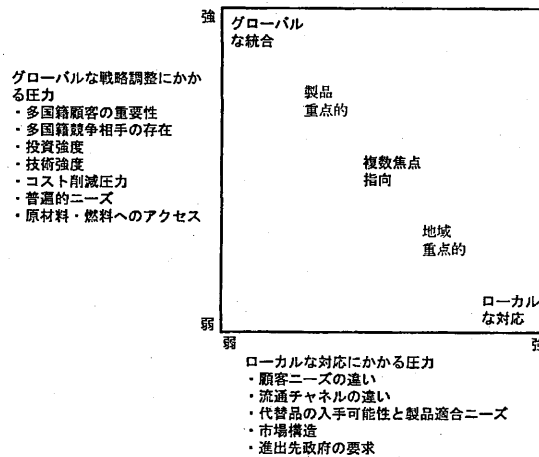 強
グローバル
な統合
グローバルな戦略調整にかか
る圧力
・多国籍顧客の重要性
・多国籍競争相手の存在
・投資強度
・技術強度
・コスト削減圧力
・普遍的ニーズ
・原材料・燃料へのアクセス
製品
重点的
複数焦点
指向
地域
重点的
ローカル
な対応
弱
弱
強
ローカルな対応にかかる圧力
・顧客ニーズの違い
・流通チャネルの違い
・代替品の入手可能性と製品適合ニーズ
・市場構造
・進出先政府の要求